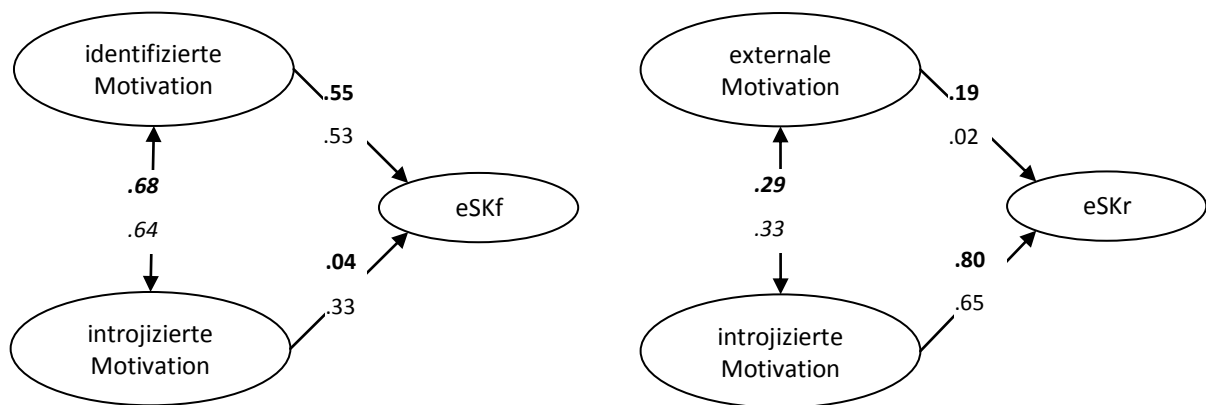 identifizierte
Motivation
.55
.53
.68
.64
eSKf
.04
.33
introjizierte
Motivation
externale
Motivation
.19
.02
.29
.33
eSKr
.80
.65
introjizierte
Motivation